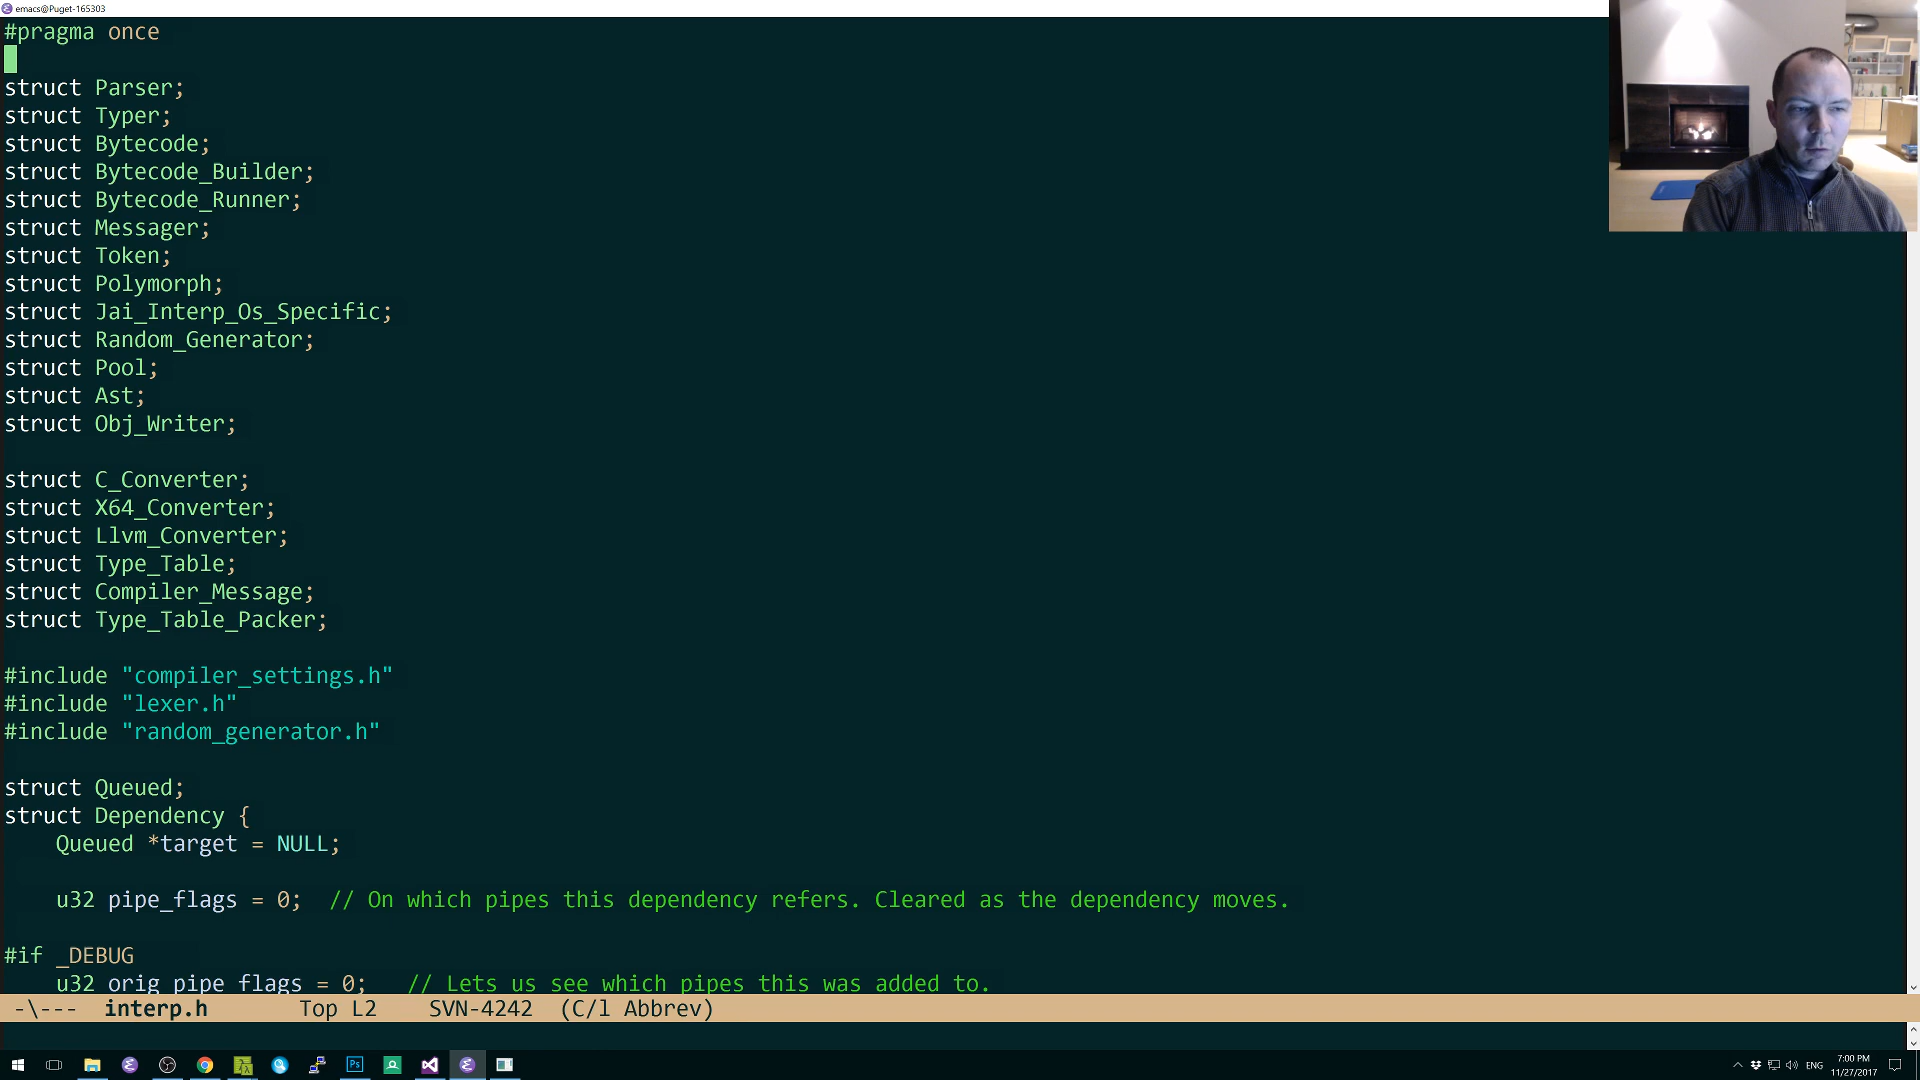 emacs@Puget-165303
#pragma once
struct Parser;
struct Typer;
struct Bytecode;
struct Bytecode_Builder;
struct Bytecode_Runner;
struct Messager;
struct Token;
struct Polymorph;
struct Jai_Interp_Os_Specific;
struct Random_Generator;
struct Pool;
struct Ast;
struct Obj_Writer;
struct C_Converter;
struct X64_Converter;
struct Llvm_Converter;
struct Type_Table;
struct Compiler_Message;
struct Type_Table_Packer;
#include "compiler_settings.h"
#include "lexer.h"
#include "random_generator.h"
struct Queued;
struct Dependency {
    Queued *target = NULL;
    u32 pipe_flags = 0;  // On which pipes this dependency refers. Cleared as the dependency moves.
#if _DEBUG
    u32 orig_pipe_flags = 0;   // Lets us see which pipes this was added to.
-\---  interp.h       Top L2    SVN-4242  (C/l Abbrev)
Ps
ENG
7:00 PM
11/27/2017